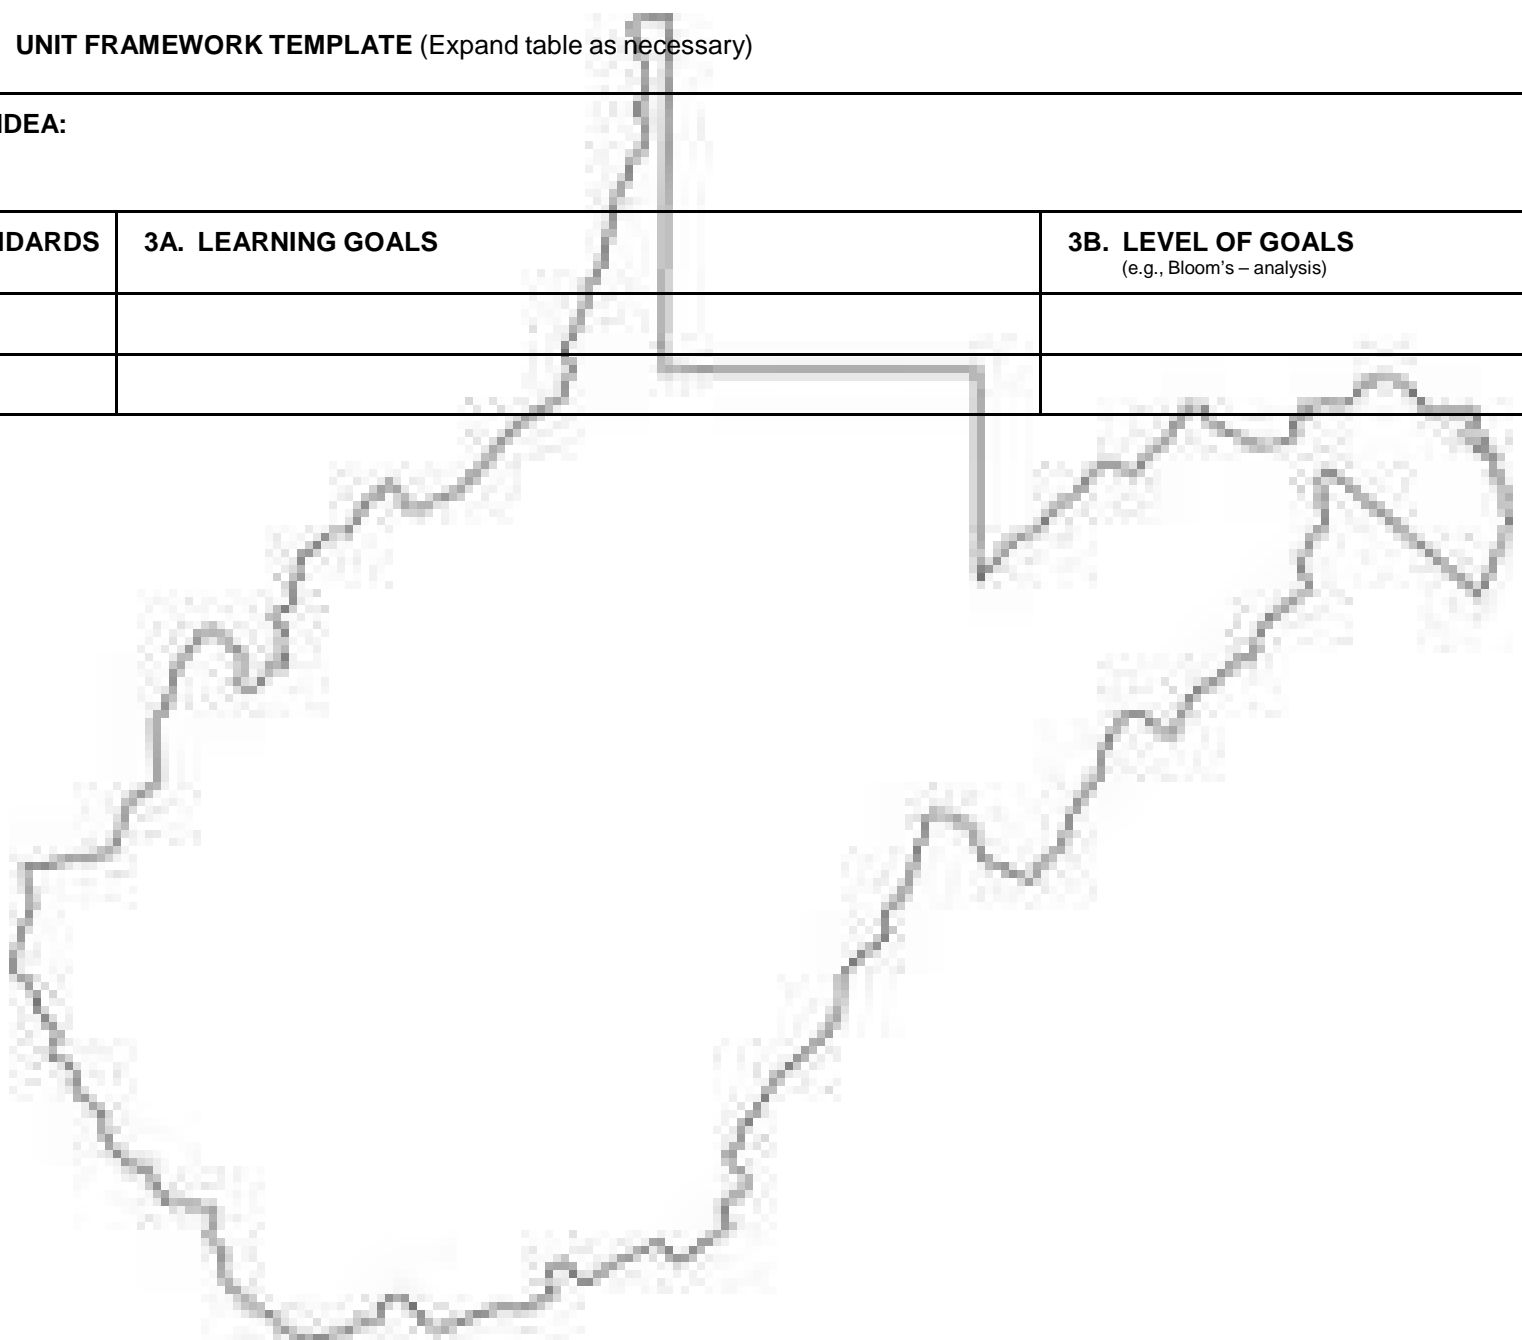 UNIT FRAMEWORK TEMPLATE (Expand table as necessary)
IDEA:
NDARDS 3A. LEARNING GOALS 3B. LEVEL OF GOALS
(e.g., Bloom’s – analysis)